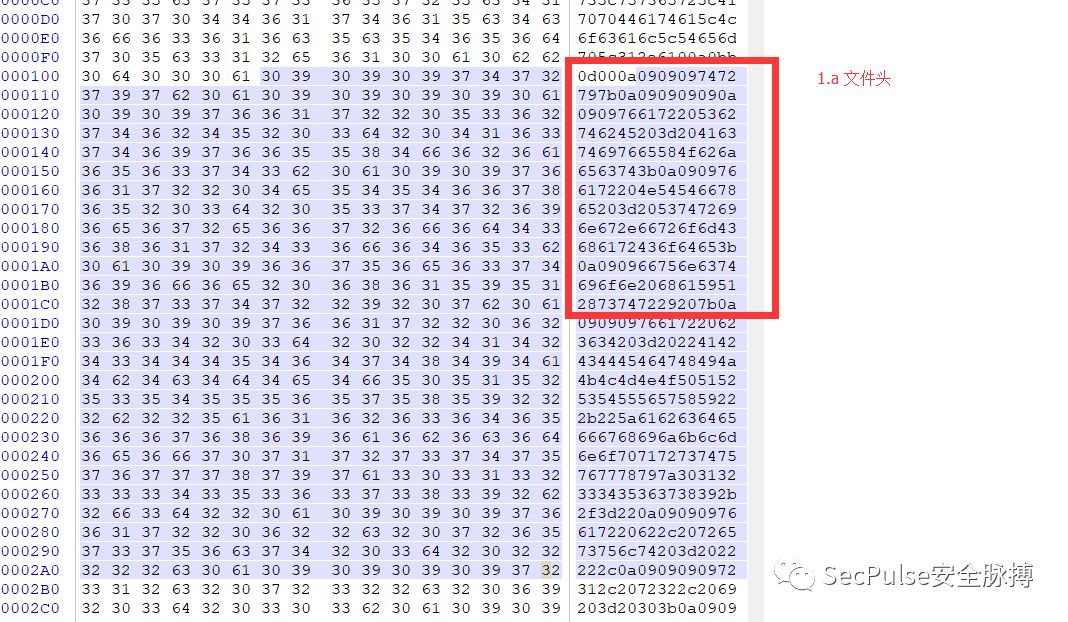 0000D0 37 30 37 30 34 34 36 31 37 34 36 31 35 63 34 63 7070446174615c4c
0000E0 36 66 36 33 36 31 36 63 35 63 35 34 36 35 36 64 6f63616c5c54656d
0000F0 37 30 35 63 33 31 32 65 36 31 30 30 61 30 62 62
000100 30 64 30 30 30 61 30 39 30 39 30 39 37 34 37 32 0d000a0909097472 1.a 文件头
000110 37 39 37 62 30 61 30 39 30 39 30 39 30 39 30 61 797b0a090909090a
000120 30 39 30 39 37 36 36 31 37 32 32 30 35 33 36 32 0909766172205362
000130 37 34 36 32 34 35 32 30 33 64 32 30 34 31 36 33 746245203d204163
000140 37 34 36 39 37 36 36 35 35 38 34 66 36 32 36 61 74697665584f626a
000150 36 35 36 33 37 34 33 62 30 61 30 39 30 39 37 36 6563743b0a090976
000160 36 31 37 32 32 30 34 65 35 34 35 34 36 36 37 38 6172204e54546678
000170 36 35 32 30 33 64 32 30 35 33 37 34 37 32 36 39 65203d2053747269
000180 36 65 36 37 32 65 36 36 37 32 36 66 36 64 34 33 6e672e66726f6d43
000190 36 38 36 31 37 32 34 33 36 66 36 34 36 35 33 62 686172436f64653b
0001A0 30 61 30 39 30 39 36 36 37 35 36 65 36 33 37 34 0a090966756e6374
0001B0 36 39 36 66 36 65 32 30 36 38 36 31 35 39 35 31 696f6e2068615951
0001C0 32 38 37 33 37 34 37 32 32 39 32 30 37 62 30 61 2873747229207b0a
0001D0 30 39 30 39 30 39 37 36 36 31 37 32 32 30 36 32 0909097661722062
0001E0 33 36 33 34 32 30 33 64 32 30 32 32 34 31 34 32 3634203d20224142
0001F0 34 33 34 34 34 35 34 36 34 37 34 38 34 39 34 61 434445464748494a
000200 34 62 34 63 34 64 34 65 34 66 35 30 35 31 35 32 4b4c4d4e4f505152
000210 35 33 35 34 35 35 35 36 35 37 35 38 35 39 32 32 5354555657585922
000220 32 62 32 32 35 61 36 31 36 32 36 33 36 34 36 35 2b225a6162636465
000230 36 36 36 37 36 38 36 39 36 61 36 62 36 63 36 64 666768696a6b6c6d
000240 36 65 36 66 37 30 37 31 37 32 37 33 37 34 37 35 6e6f707172737475
000250 37 36 37 37 37 38 37 39 37 61 33 30 33 31 33 32 767778797a303132
000260 33 33 33 34 33 35 33 36 33 37 33 38 33 39 32 62 333435363738392b
000270 32 66 33 64 32 32 30 61 30 39 30 39 30 39 37 36 2f3d220a09090976
000280 36 31 37 32 32 30 36 32 32 63 32 30 37 32 36 35 617220622c207265
000290 37 33 37 35 36 63 37 34 32 30 33 64 32 30 32 32 73756c74203d2022
0002A0 32 32 32 63 30 61 30 39 30 39 30 39 30 39 37 32 222c0a0909090972
0002B0 33 31 32 63 32 30 37 32 33 32 32 63 32 30 36 39 312c2072322c2069
0002C0 32 30 33 64 32 30 33 30 33 62 30 61 30 39 30 39 203d20303b0a0909
SecPulse安全脉搏